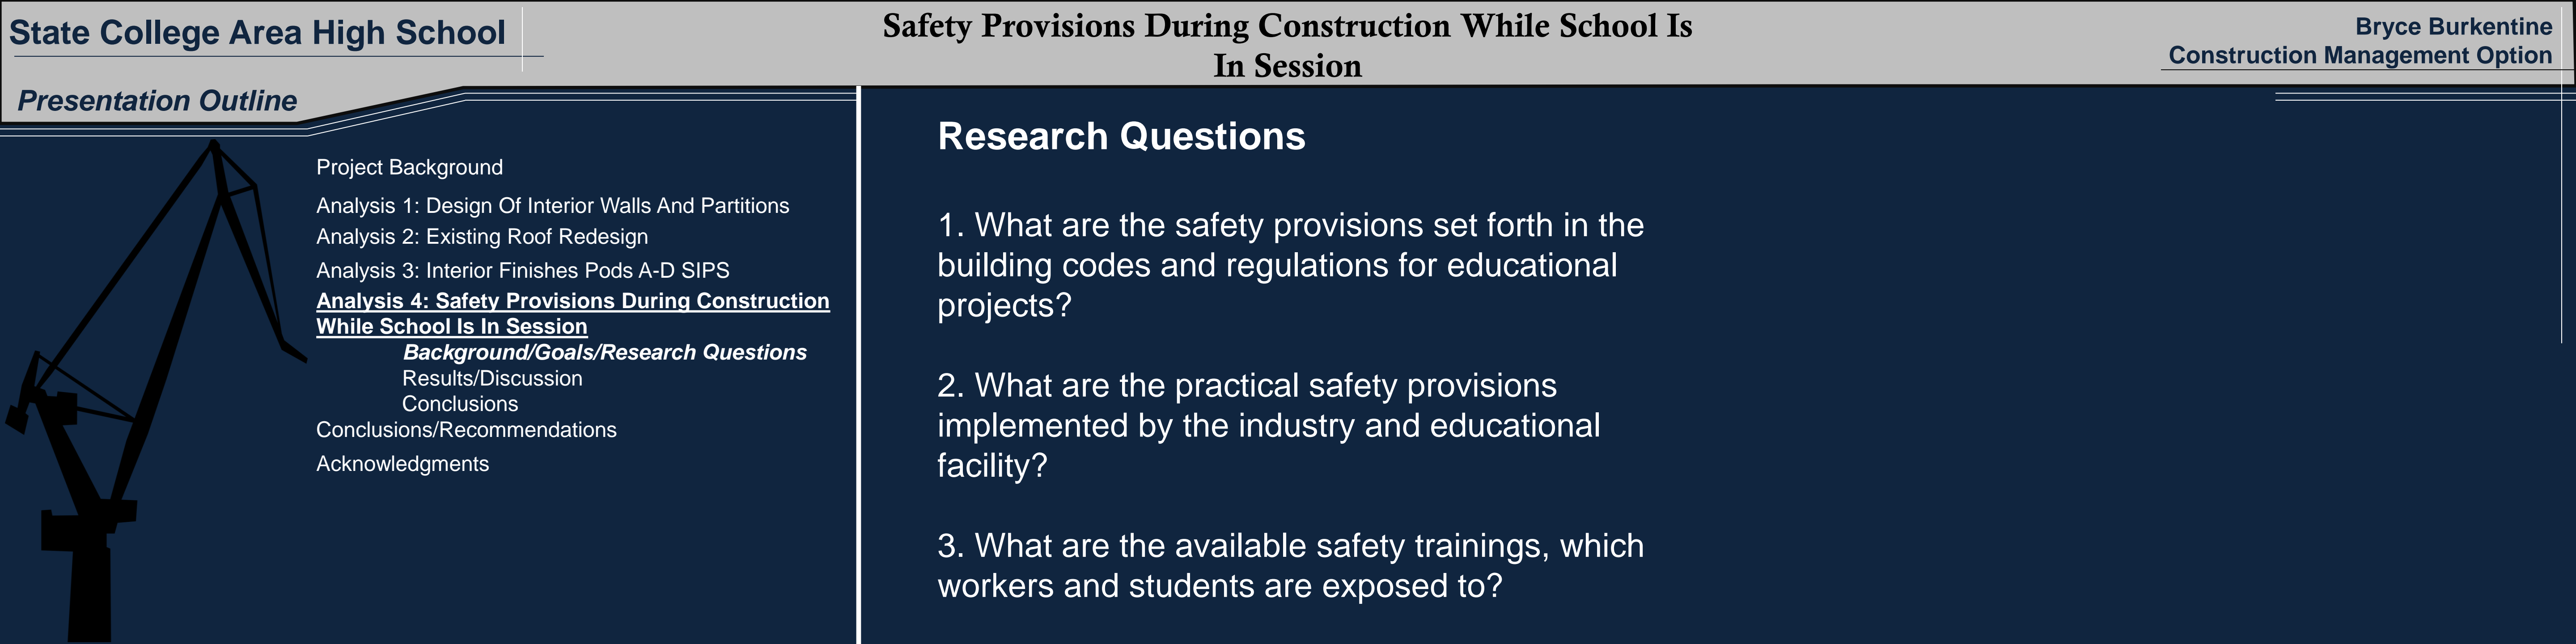 State College Area High School
Safety Provisions During Construction While School Is
In Session
Bryce Burkentine
Construction Management Option
Presentation Outline
Project Background
Analysis 1: Design Of Interior Walls And Partitions
Analysis 2: Existing Roof Redesign
Analysis 3: Interior Finishes Pods A-D SIPS
Analysis 4: Safety Provisions During Construction
While School Is In Session
Background/Goals/Research Questions
Results/Discussion
Conclusions
Conclusions/Recommendations
Acknowledgments
Research Questions
1. What are the safety provisions set forth in the
building codes and regulations for educational
projects?
2. What are the practical safety provisions
implemented by the industry and educational
facility?
3. What are the available safety trainings, which
workers and students are exposed to?